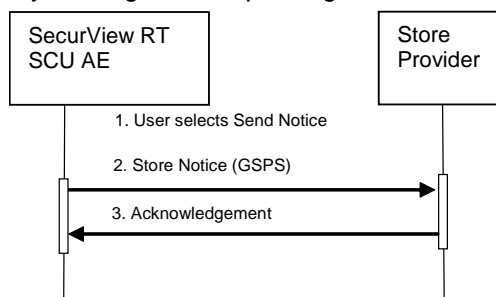 SecurView RT
SCU AE
Store
Provider
1. User selects Send Notice
2. Store Notice (GSPS)
3. Acknowledgement